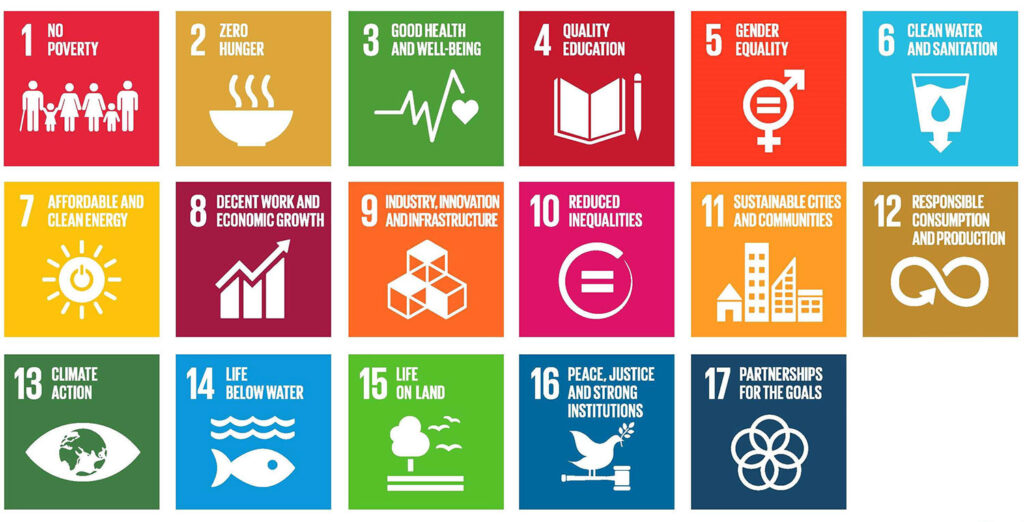 1 NO
POVERTY
2 ZERO
HUNGER
3 GOOD HEALTH
AND WELL-BEING
4 QUALITY
EDUCATION
5 GENDER
EQUALITY
6 CLEAN WATER
AND SANITATION
7 AFFORDABLE AND
CLEAN ENERGY
8 DECENT WORK AND
ECONOMIC GROWTH
9 INDUSTRY, INNOVATION
AND INFRASTRUCTURE
10 REDUCED
INEQUALITIES
11 SUSTAINABLE CITIES
AND COMMUNITIES
12 RESPONSIBLE
CONSUMPTION
AND PRODUCTION
13 CLIMATE
ACTION
14 LIFE
BELOW WATER
15 LIFE
ON LAND
16 PEACE, JUSTICE
AND STRONG
INSTITUTIONS
17 PARTNERSHIPS
FOR THE GOALS